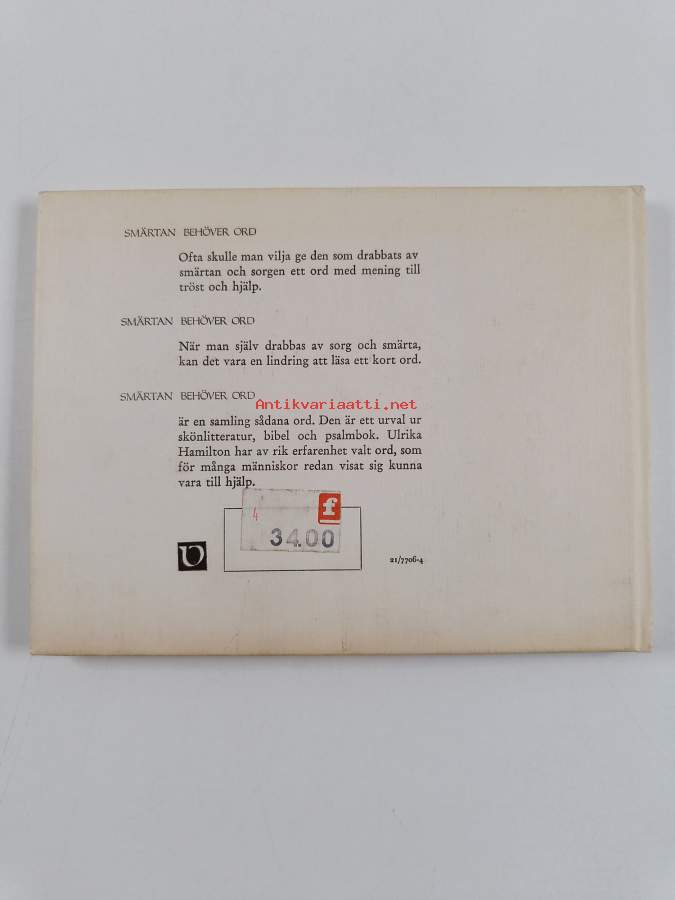 SMÄRTAN BEHÖVER ORD
Ofta skulle man vilja ge den som drabbats av
smärtan och sorgen ett ord med mening till
tröst och hjälp.
SMÄRTAN BEHÖVER ORD
När man själv drabbas av sorg och smärta,
kan det vara en lindring att läsa ett kort ord.
SMÄRTAN BEHÖVER ORD
Antikvariaatti.net
är en samling sådana ord. Den är ett urval ur
skönlitteratur, bibel och psalmbok. Ulrika
Hamilton har av rik erfarenhet valt ord, som
för många människor redan visat sig kunna
vara till hjälp.
f
4
34.00
21/7706-4